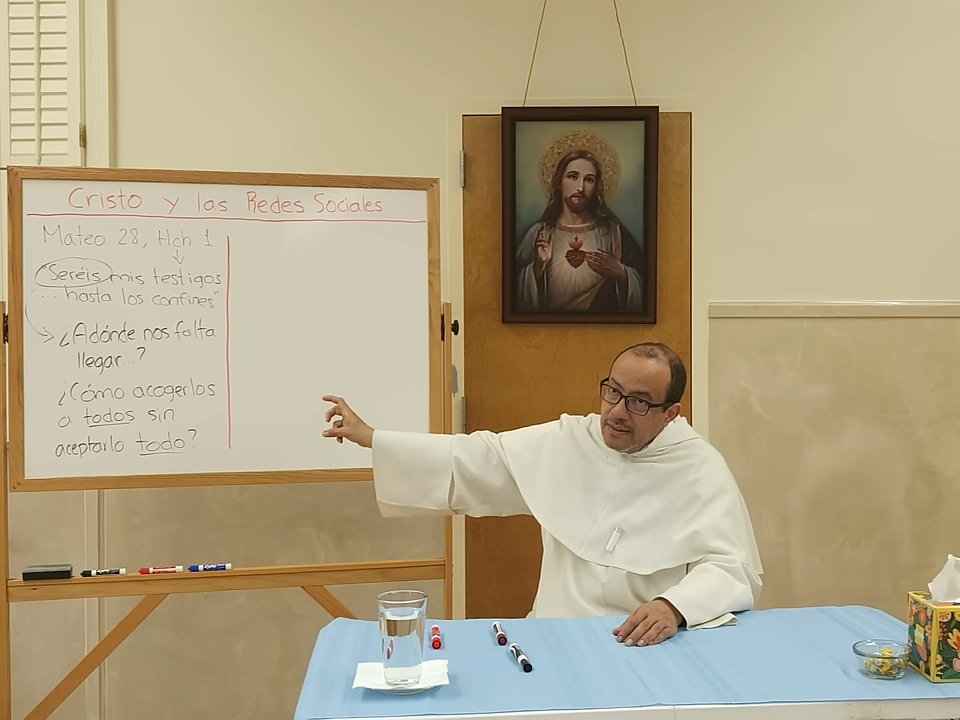 Cristo y las Redes Sociales
Mateo 28, Hch 1
"Seréis mis testigos
... hasta los confines"
¿Adónde nos falta
llegar...?
¿Cómo acogerlos
a todos sin
aceptarlo todo?